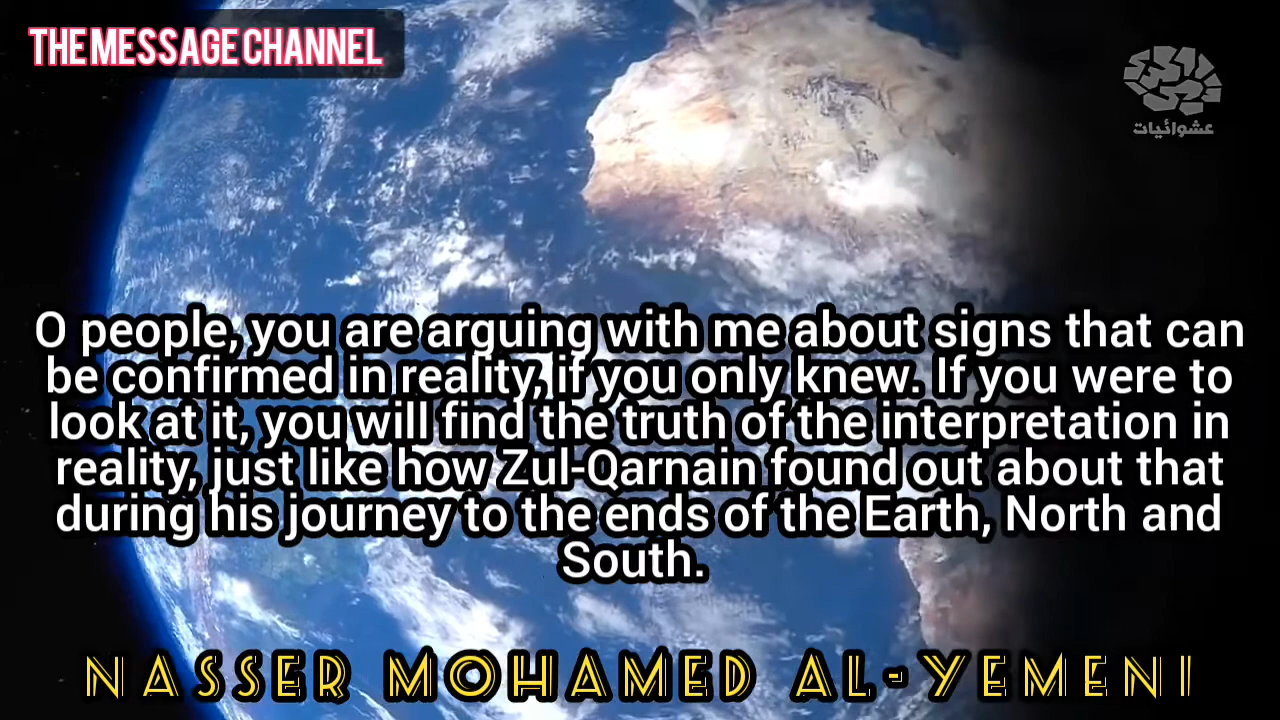 THE MESSAGE CHANNEL
عشوائيات
O people, you are arguing with me about signs that can
be confirmed in reality, if you only knew. If you were to
look at it, you will find the truth of the interpretation in
reality, just like how Zul-Qarnain found out about that
during his journey to the ends of the Earth, North and
South.
NASSER MOHAMED AL-YEMENI